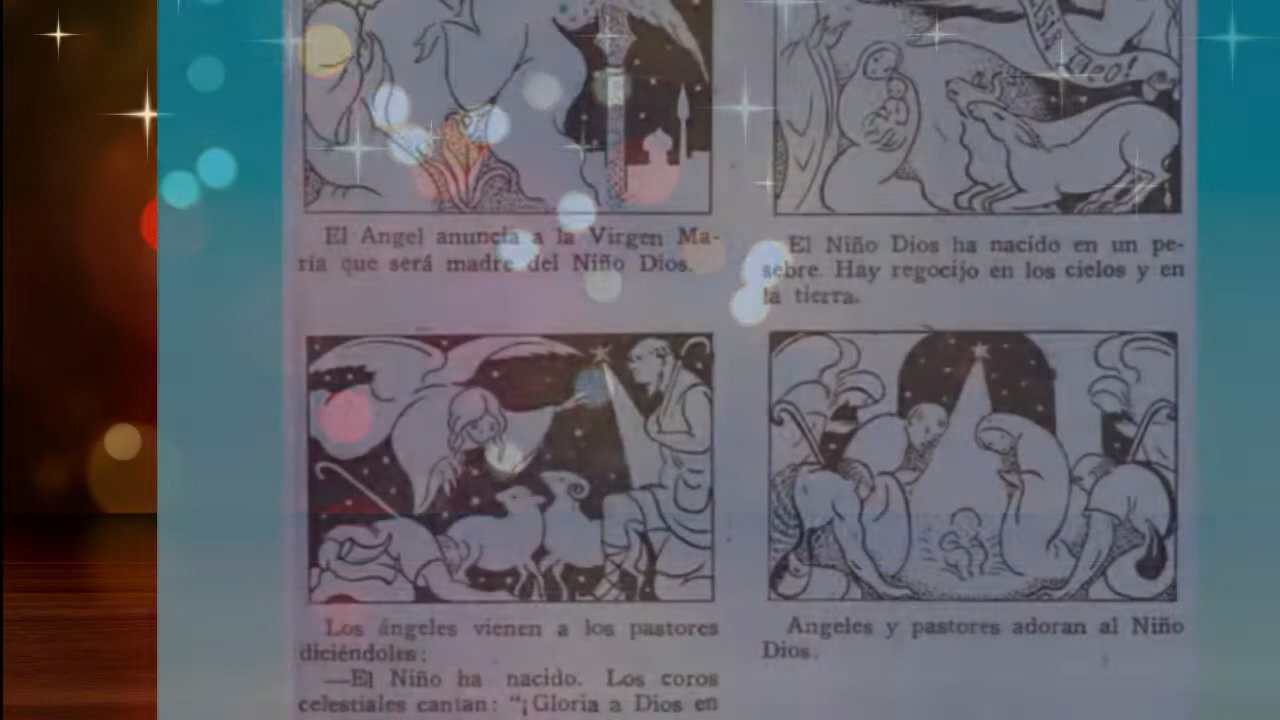 El Angel anuncia a la Virgen Ma-
ría que será madre del Niño Dios.
El Niño Dios ha nacido en un pe-
sebre. Hay regocijo en los cielos y en
la tierra.
Los ángeles vienen a los pastores
diciéndoles:
—El Niño ha nacido. Los coros
celestiales cantan: "¡Gloria a Dios en
Angeles y pastores adoran al Niño
Dios.